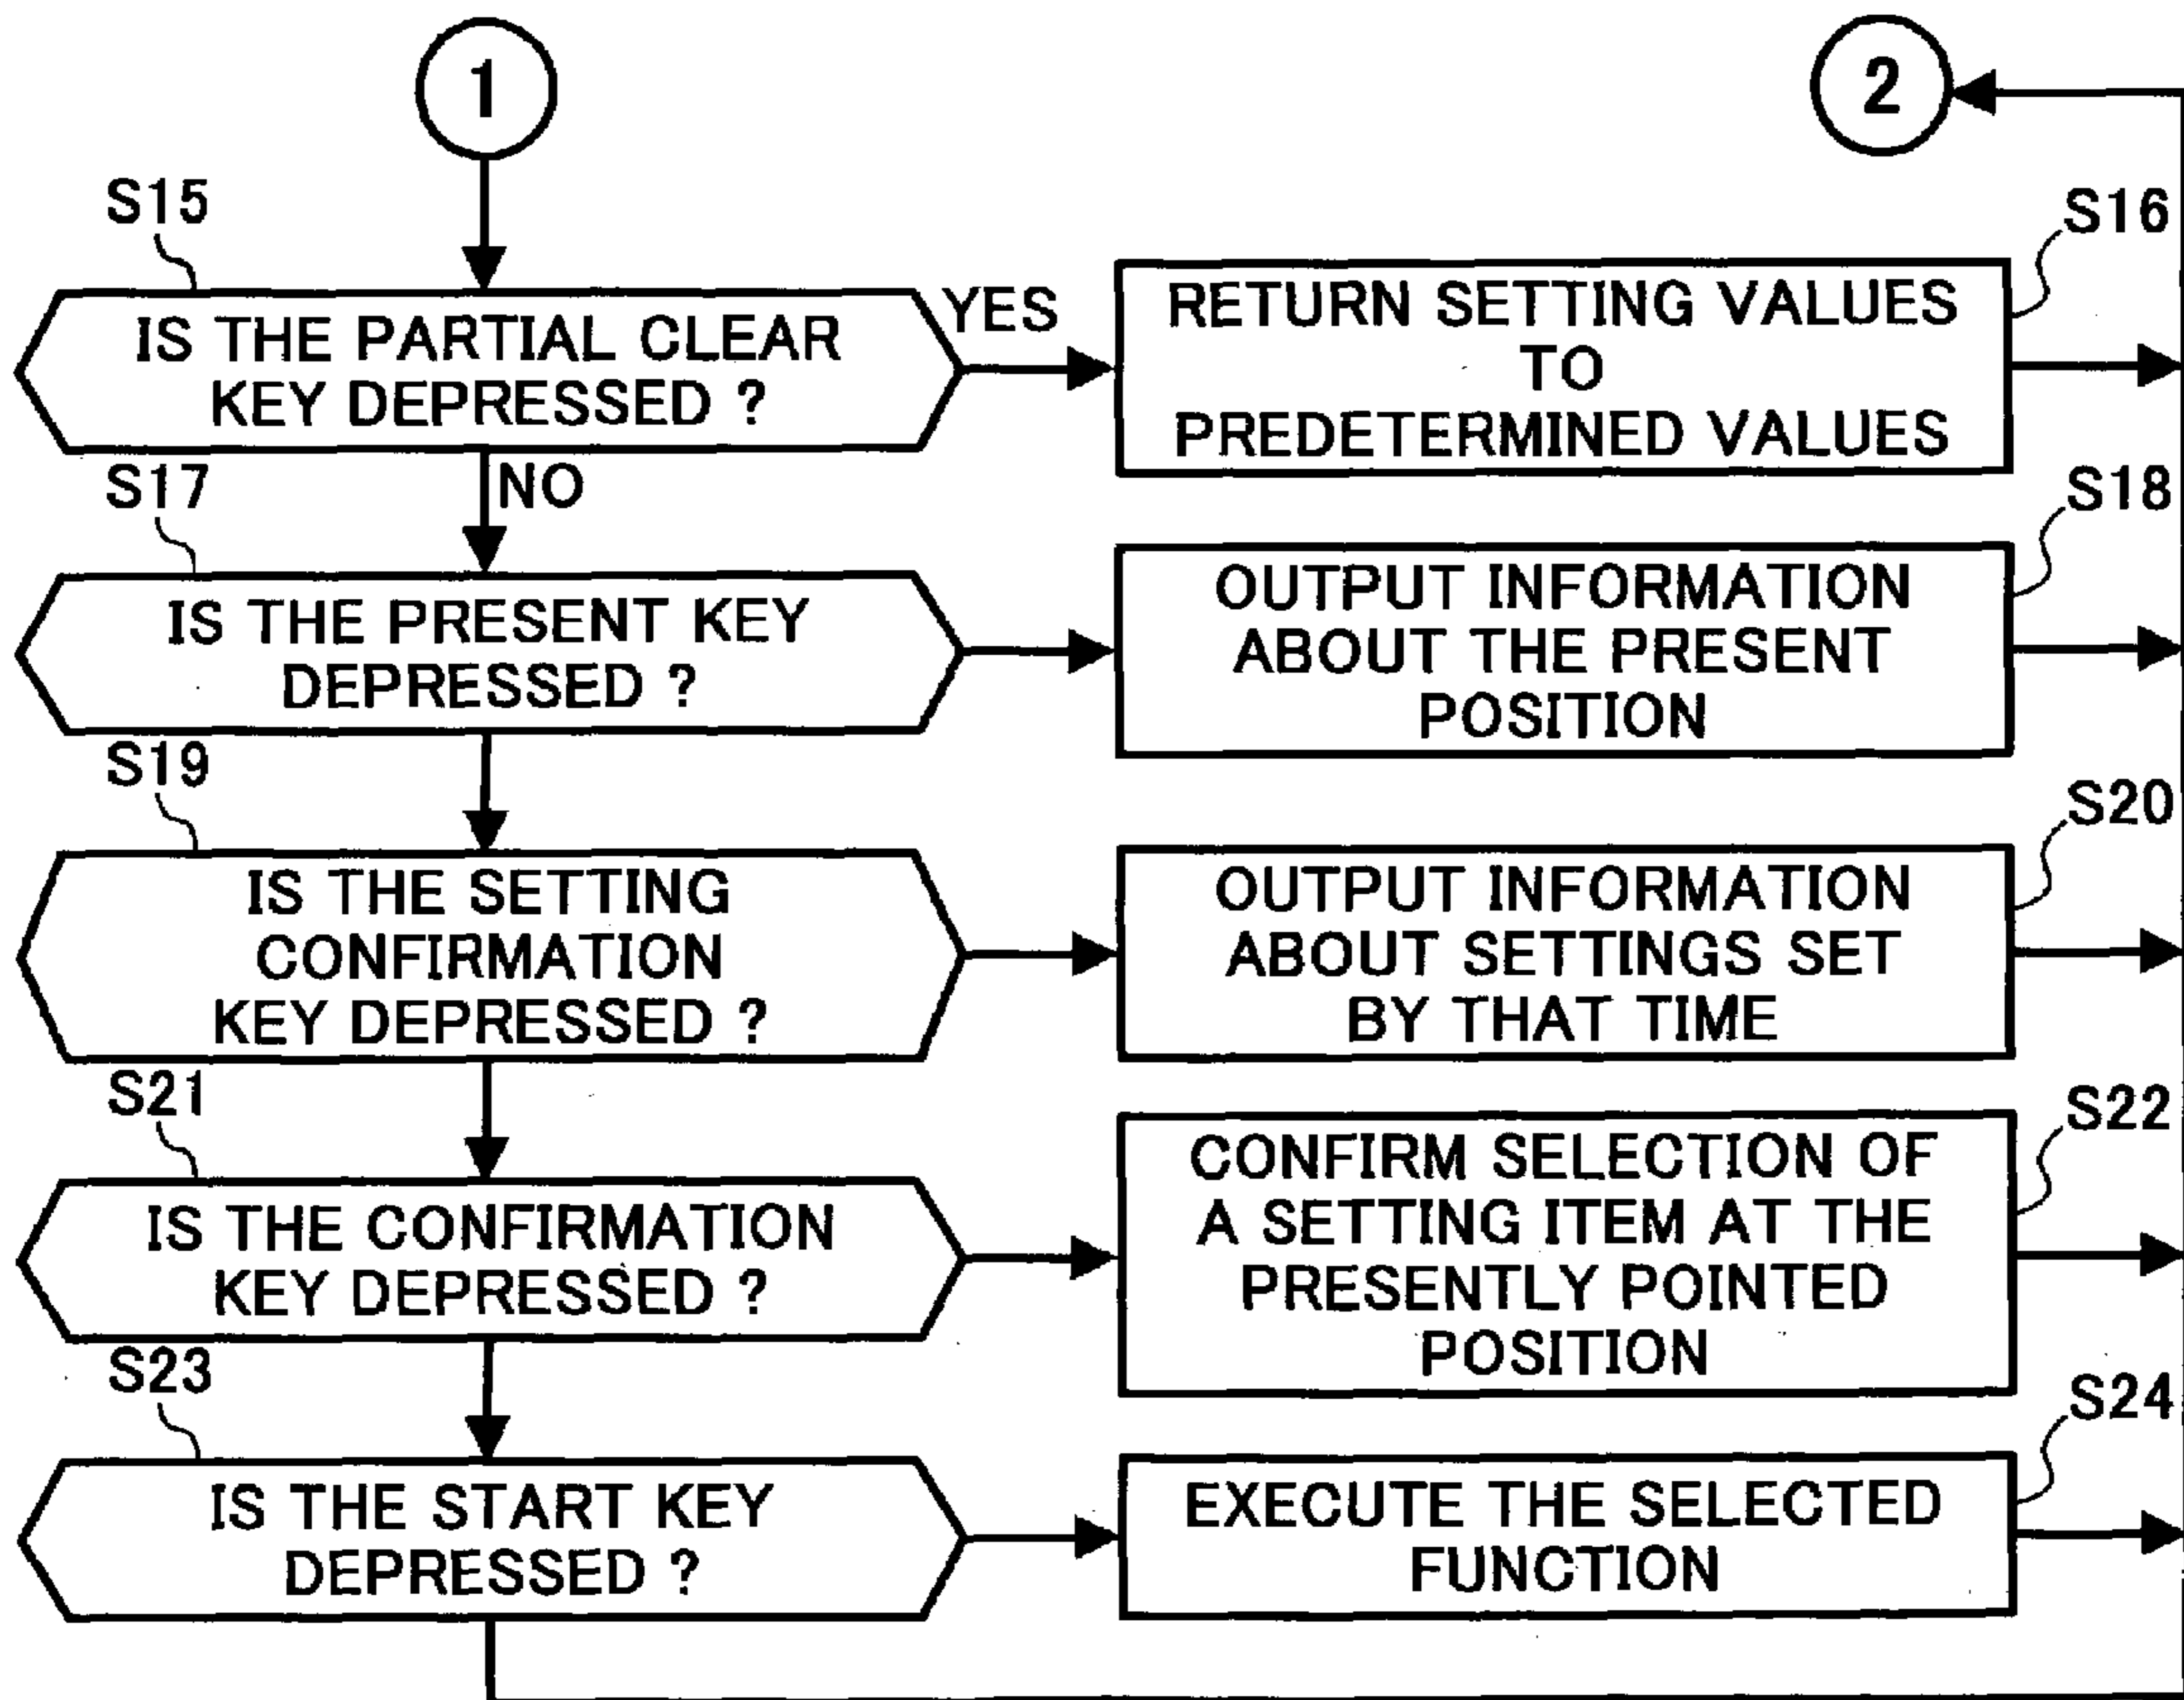 1
2
S15
IS THE PARTIAL CLEAR
KEY DEPRESSED ?
YES
S16
RETURN SETTING VALUES
TO
PREDETERMINED VALUES
NO
S17
IS THE PRESENT KEY
DEPRESSED ?
S18
OUTPUT INFORMATION
ABOUT THE PRESENT
POSITION
S19
IS THE SETTING
CONFIRMATION
KEY DEPRESSED ?
S20
OUTPUT INFORMATION
ABOUT SETTINGS SET
BY THAT TIME
S21
IS THE CONFIRMATION
KEY DEPRESSED ?
S22
CONFIRM SELECTION OF
A SETTING ITEM AT THE
PRESENTLY POINTED
POSITION
S23
IS THE START KEY
DEPRESSED ?
S24
EXECUTE THE SELECTED
FUNCTION